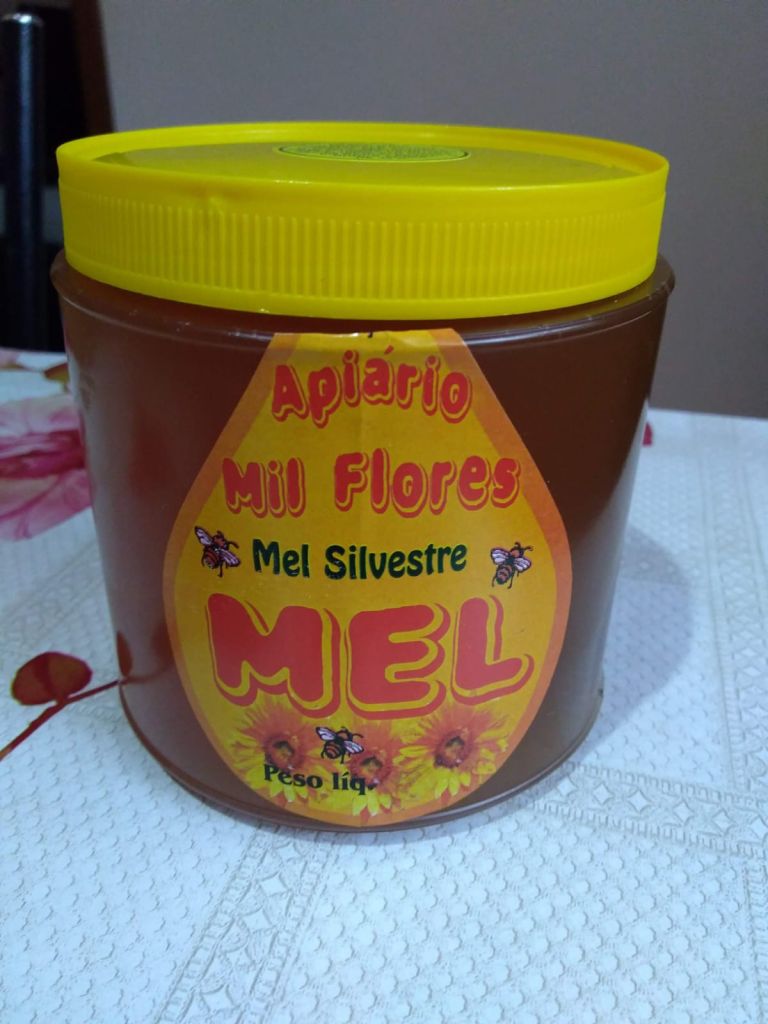 Apiário
Mil Flores
Mel Silvestre
MEL
Peso líq.